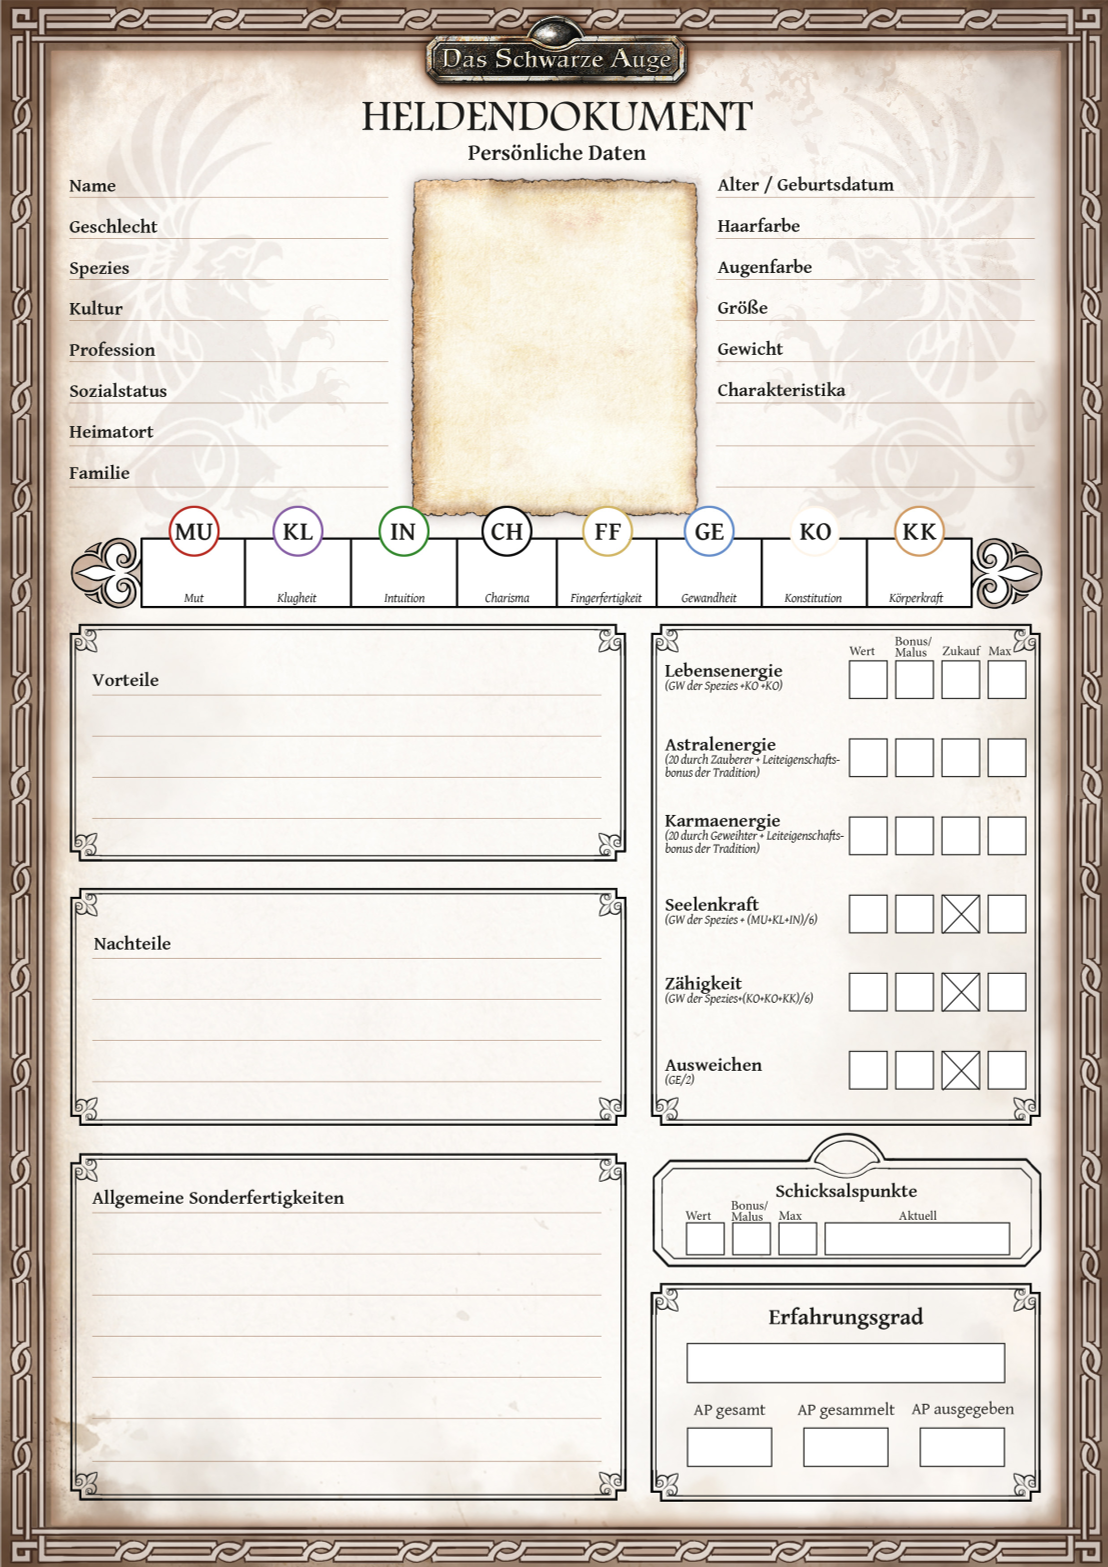 Das Schwarze Auge
HELDENDOKUMENT
Persönliche Daten
Name
Geschlecht
Spezies
Kultur
Profession
Sozialstatus
Heimatort
Familie
Alter / Geburtsdatum
Haarfarbe
Augenfarbe
Größe
Gewicht
Charakteristika
MU KL IN CH FF GE KO KK
Mut Klugheit Intuition Charisma Fingerfertigkeit Gewandheit Konstitution Körperkraft
Vorteile
Nachteile
Allgemeine Sonderfertigkeiten
Wert Bonus/ Malus Zukauf Max
Lebensenergie
(GW der Spezies +KO +KO)
Astralenergie
(20 durch Zauberer + Leiteigenschafts-
bonus der Tradition)
Karmaenergie
(20 durch Geweihter + Leiteigenschafts-
bonus der Tradition)
Seelenkraft
(GW der Spezies + (MU+KL+IN)/6)
Zähigkeit
(GW der Spezies+(KO+KO+KK)/6)
Ausweichen
(GE/2)
Schicksalspunkte
Wert Bonus/ Malus Max Aktuell
Erfahrungsgrad
AP gesamt AP gesammelt AP ausgegeben